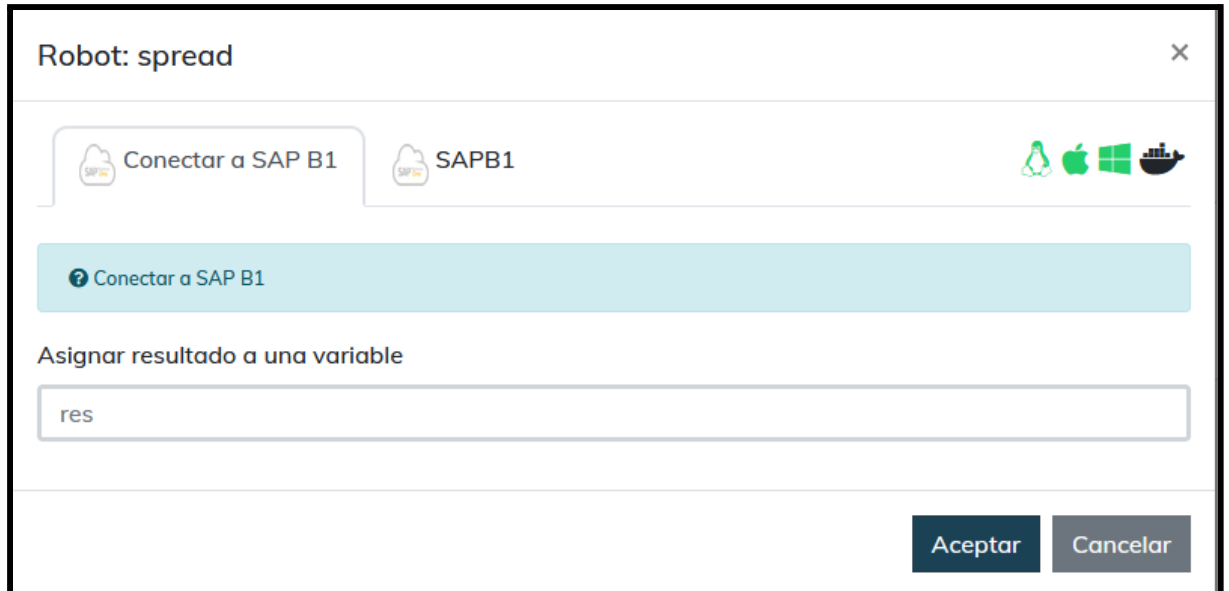 Robot: spread ×
Conectar a SAP B1 SAPB1
Conectar a SAP B1
Asignar resultado a una variable
res
Aceptar Cancelar